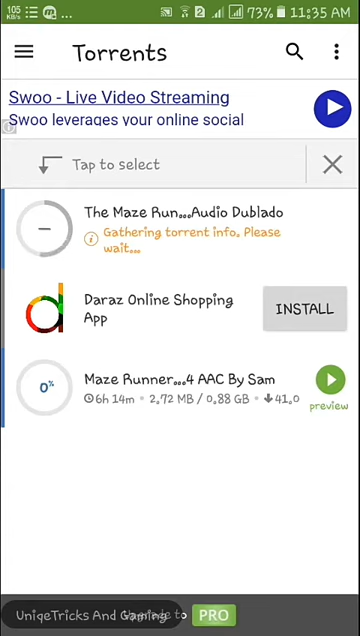 105 KB/s 2 73% 11:35 AM
Torrents
Swoo - Live Video Streaming
Swoo leverages your online social
Tap to select
The Maze Run...Audio Dublado
Gathering torrent info. Please
wait...
Daraz Online Shopping
App
INSTALL
0%
Maze Runner...4 AAC By Sam
6h 14m • 2.72 MB / 0.88 GB • 41.0
preview
UniqeTricks And Gaming
PRO